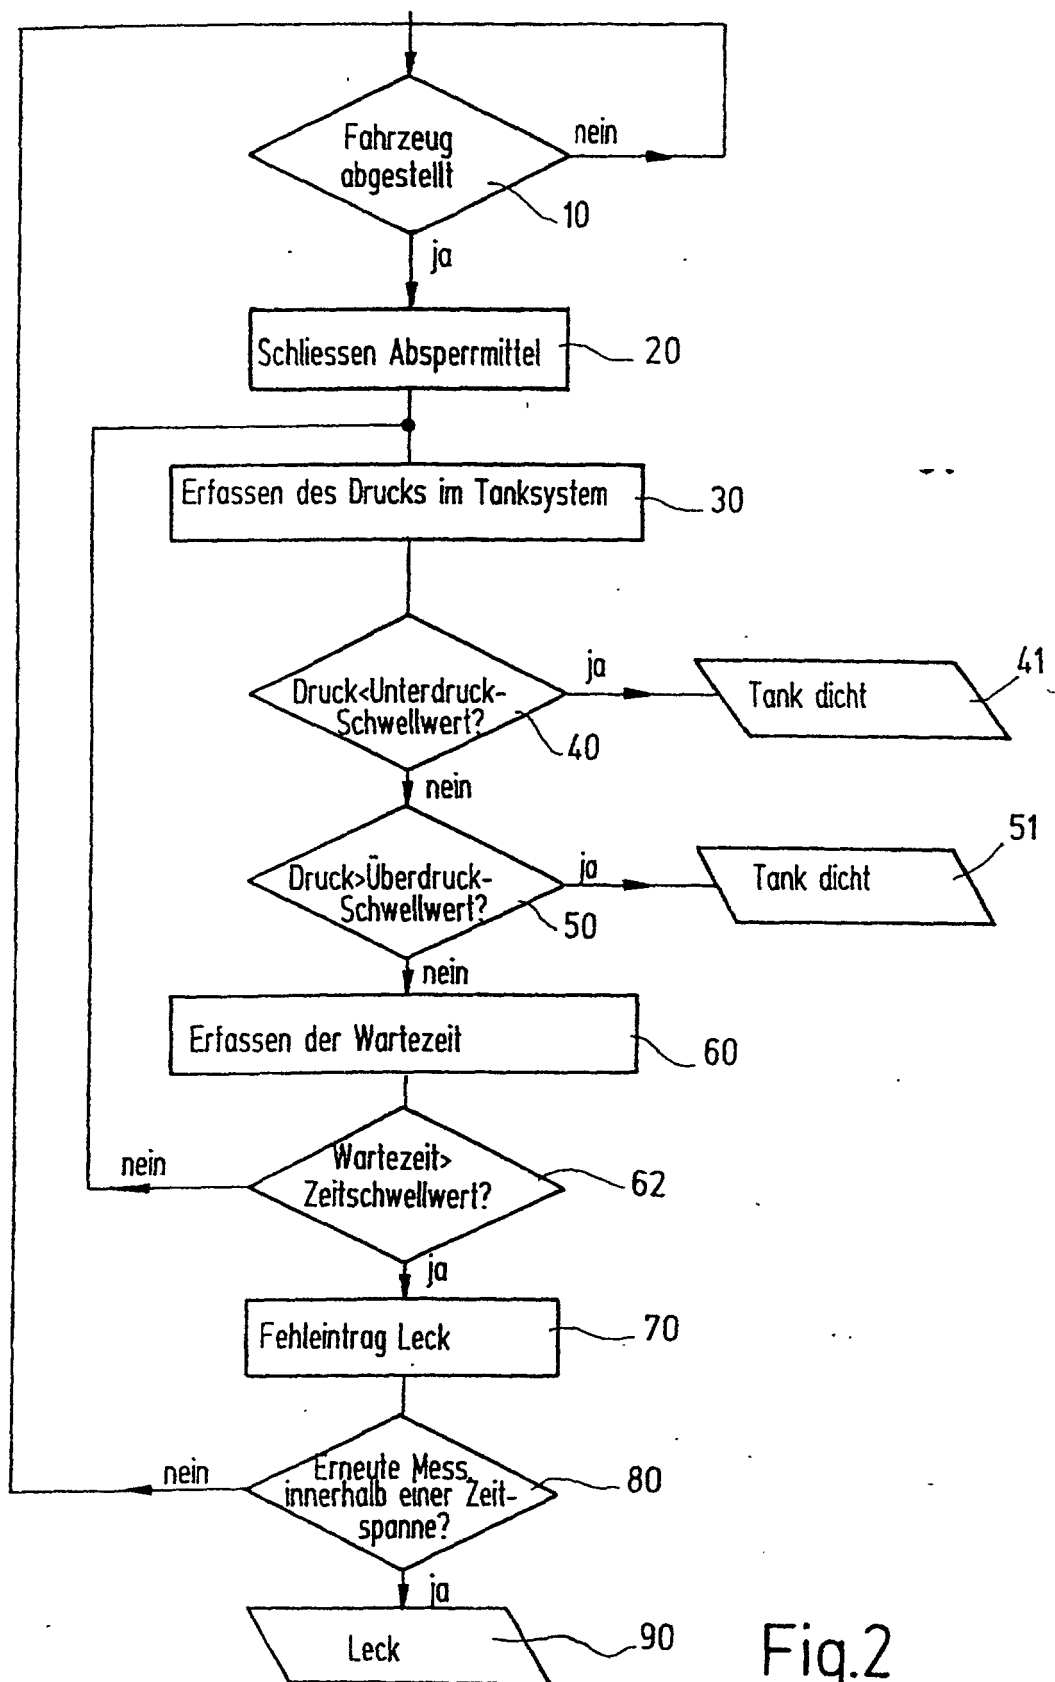 Fahrzeug
abgestellt
nein
10
ja
Schliessen Absperrmittel
20
Erfassen des Drucks im Tanksystem
30
Druck<Unterdruck-
Schwellwert?
40
ja
Tank dicht
41
nein
Druck>Überdruck-
Schwellwert?
50
ja
Tank dicht
51
nein
Erfassen der Wartezeit
60
Wartezeit>
Zeitschwellwert?
62
nein
ja
Fehleintrag Leck
70
Erneute Mess.
innerhalb einer Zeit-
spanne?
80
nein
ja
Leck
90
Fig.2